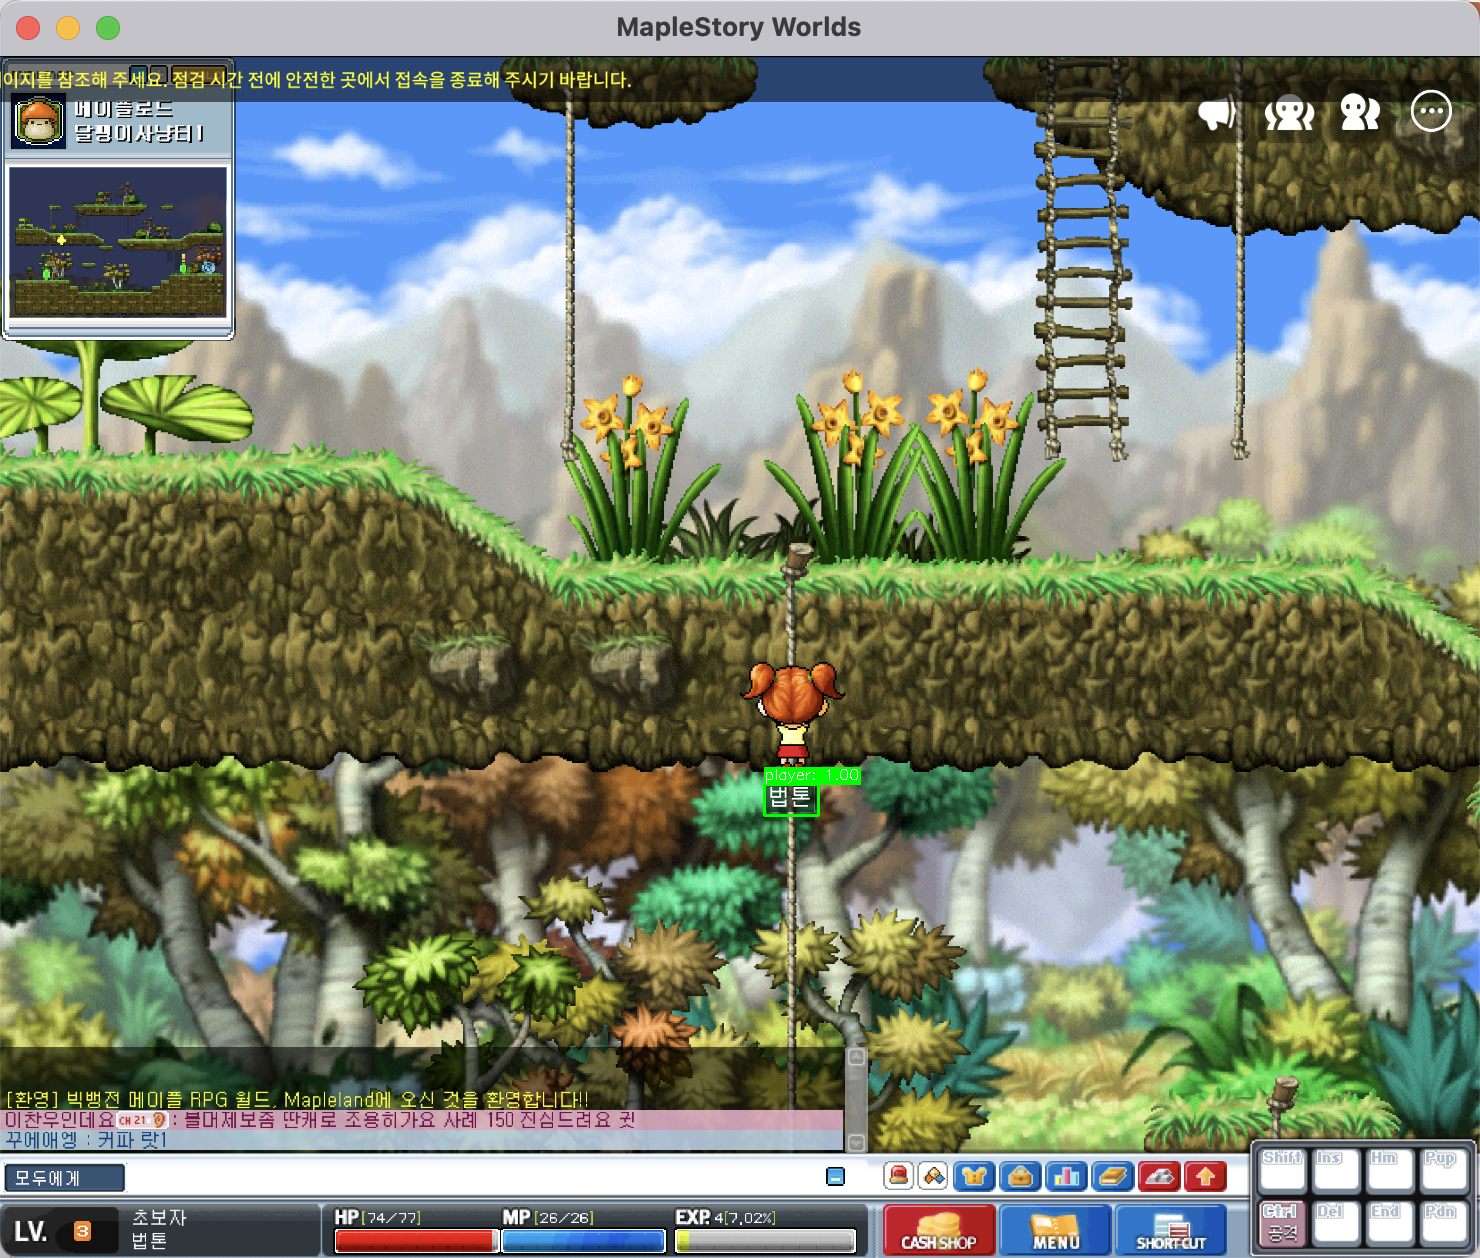 MapleStory Worlds
이지를 참조해 주세요. 점검 시간 전에 안전한 곳에서 접속을 종료해 주시기 바랍니다.
메이플로드
달팽이사냥터1
player: 1.00
법톤
[환영] 빅뱅전 메이플 RPG 월드, Mapleland에 오신 것을 환영합니다!!
이찬우인데요 CH 21 : 불머제보좀 딴캐로 조용히가요 사례 150 진심드려요 귓
꾸에애엥 : 커파 랏1
모두에게
Shift Ins Hm Pup
Ctrl Del End Pdn
공격
LV. 3
초보자
법톤
HP[74/77] MP[26/26] EXP. 4[7.02%]
CASH SHOP MENU SHORT CUT